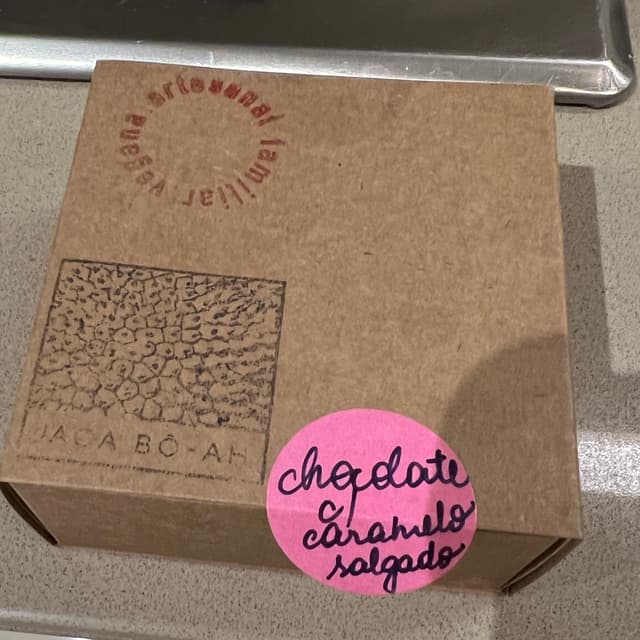 vegana artesanal familiar
JACA BÔ-AH
chocolate
c/
caramelo
salgado